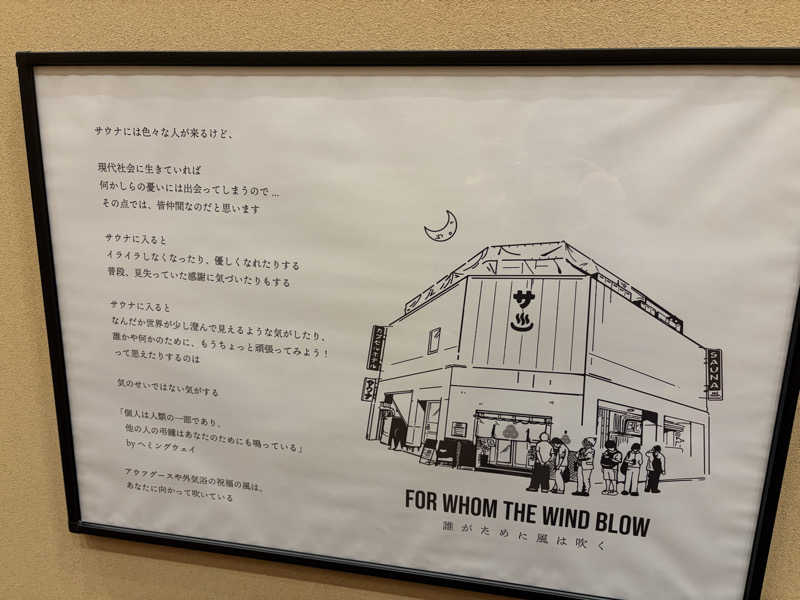 サウナには色々な人が来るけど、
現代社会に生きていれば
何かしらの憂いには出会ってしまうので ...
その点では、皆仲間なのだと思います
サウナに入ると
イライラしなくなったり、優しくなれたりする
普段、見失っていた感謝に気づいたりもする
サウナに入ると
なんだか世界が少し澄んで見えるような気がしたり、
誰かや何かのために、もうちょっと頑張ってみよう！
って思えたりするのは
気のせいではない気がする
「個人は人類の一部であり、
他の人の弔鐘はあなたのためにも鳴っている」
by ヘミングウェイ
アウフグースや外気浴の祝福の風は、
あなたに向かって吹いている
サ
カプセルホテル
サウナ
SAUNA
FOR WHOM THE WIND BLOW
誰がために風は吹く